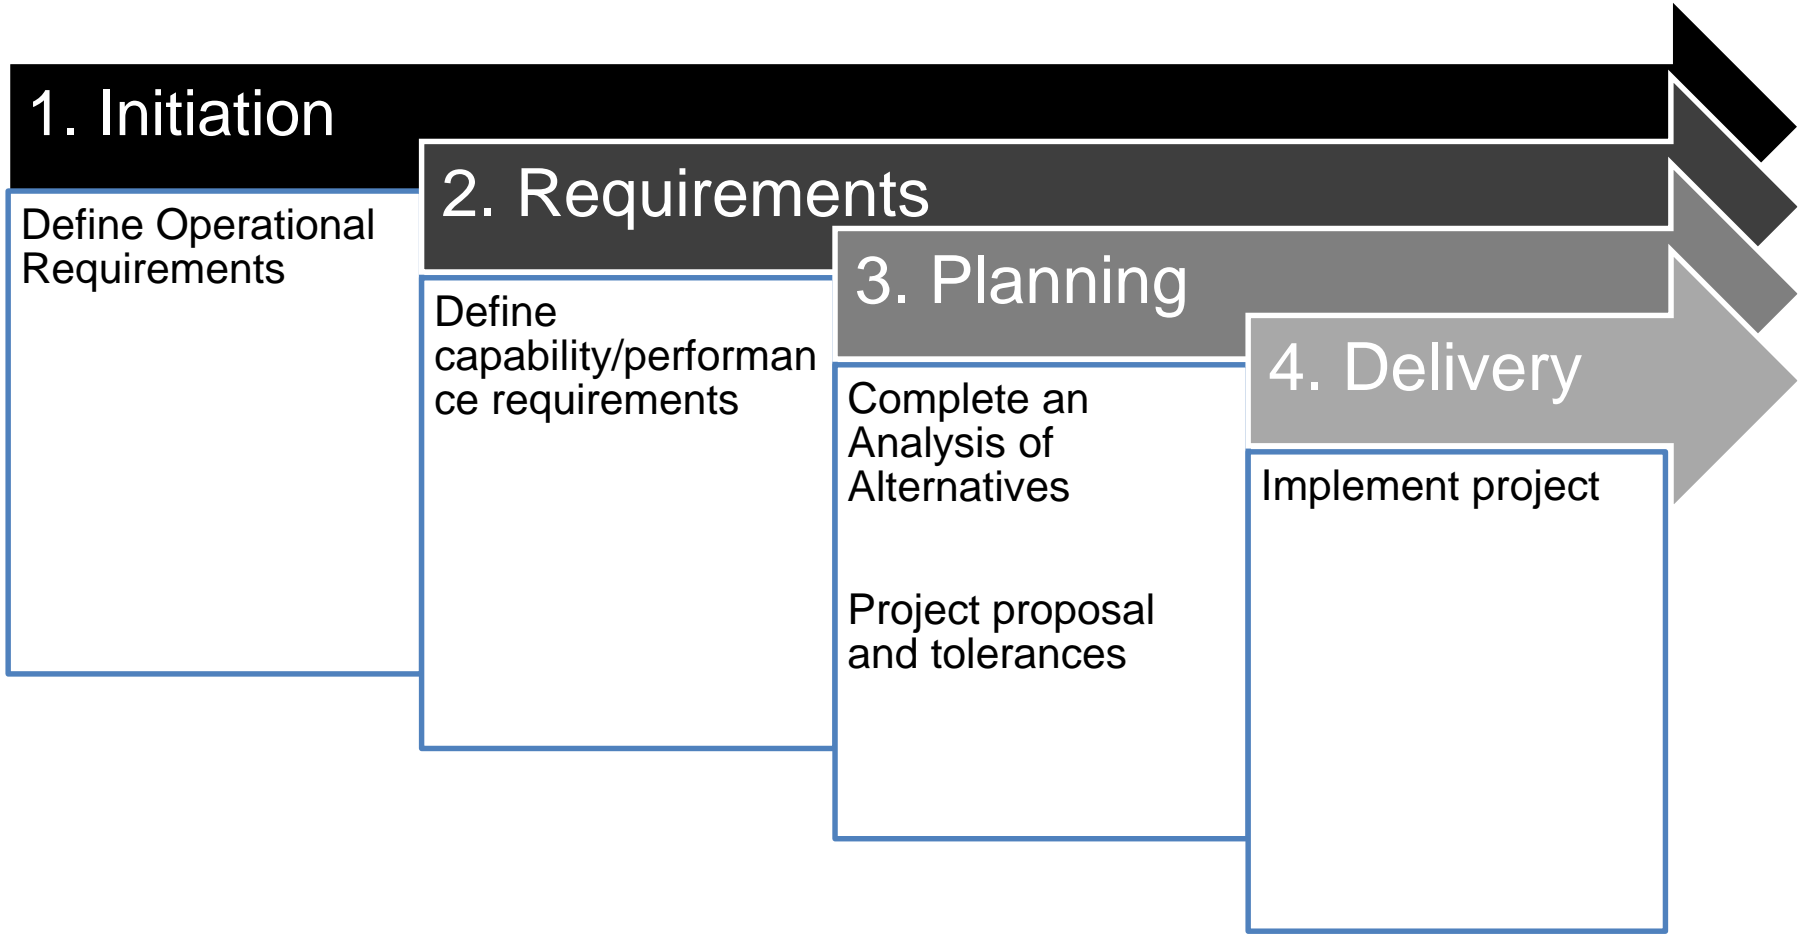 1. Initiation
Define Operational
Requirements
2. Requirements
Define
capability/performan
ce requirements
3. Planning
Complete an
Analysis of
Alternatives
Project proposal
and tolerances
4. Delivery
Implement project